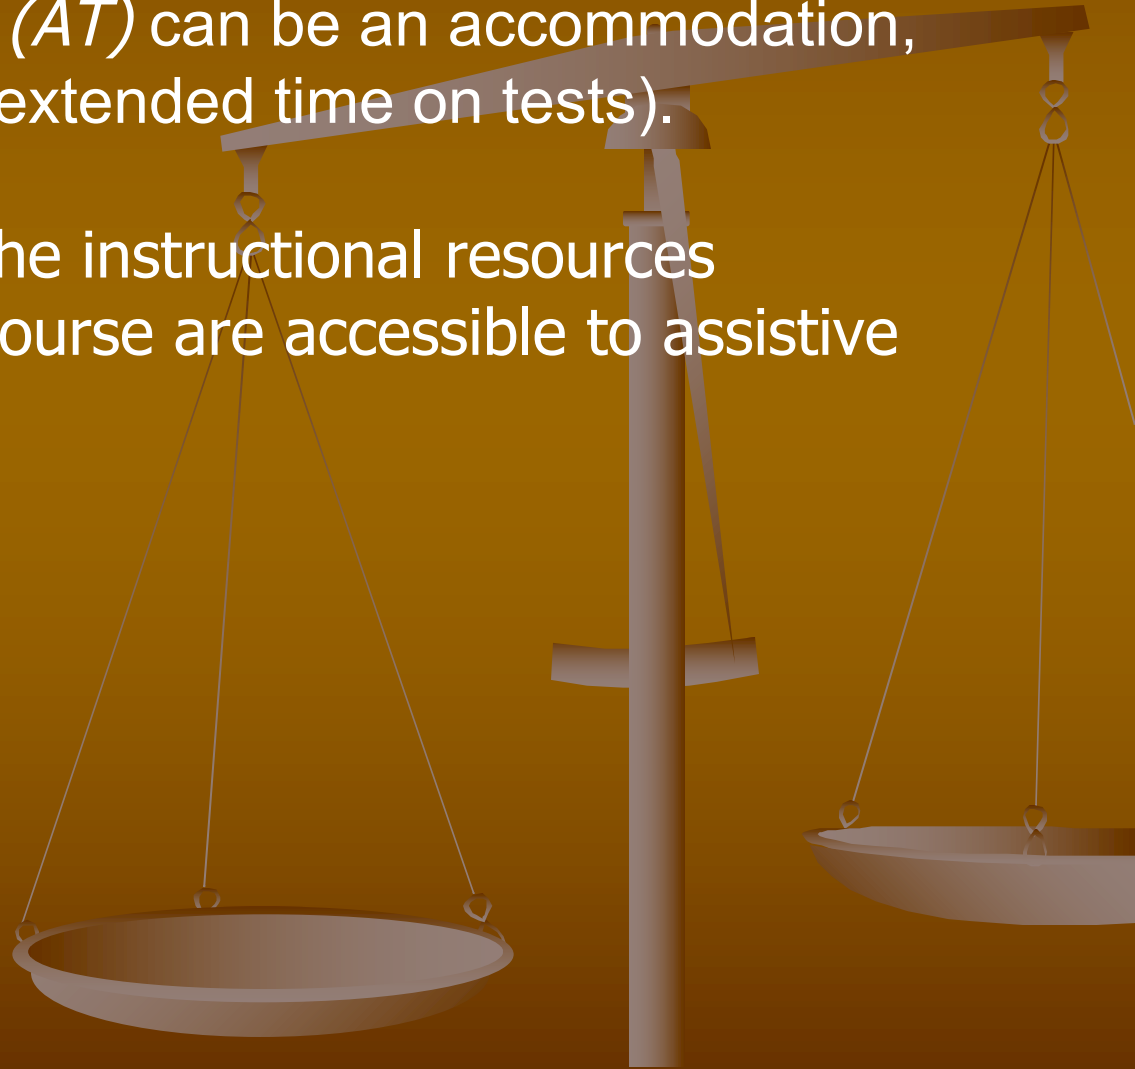 (AT) can be an accommodation,
extended time on tests).
he instructional resources
ourse are accessible to assistive